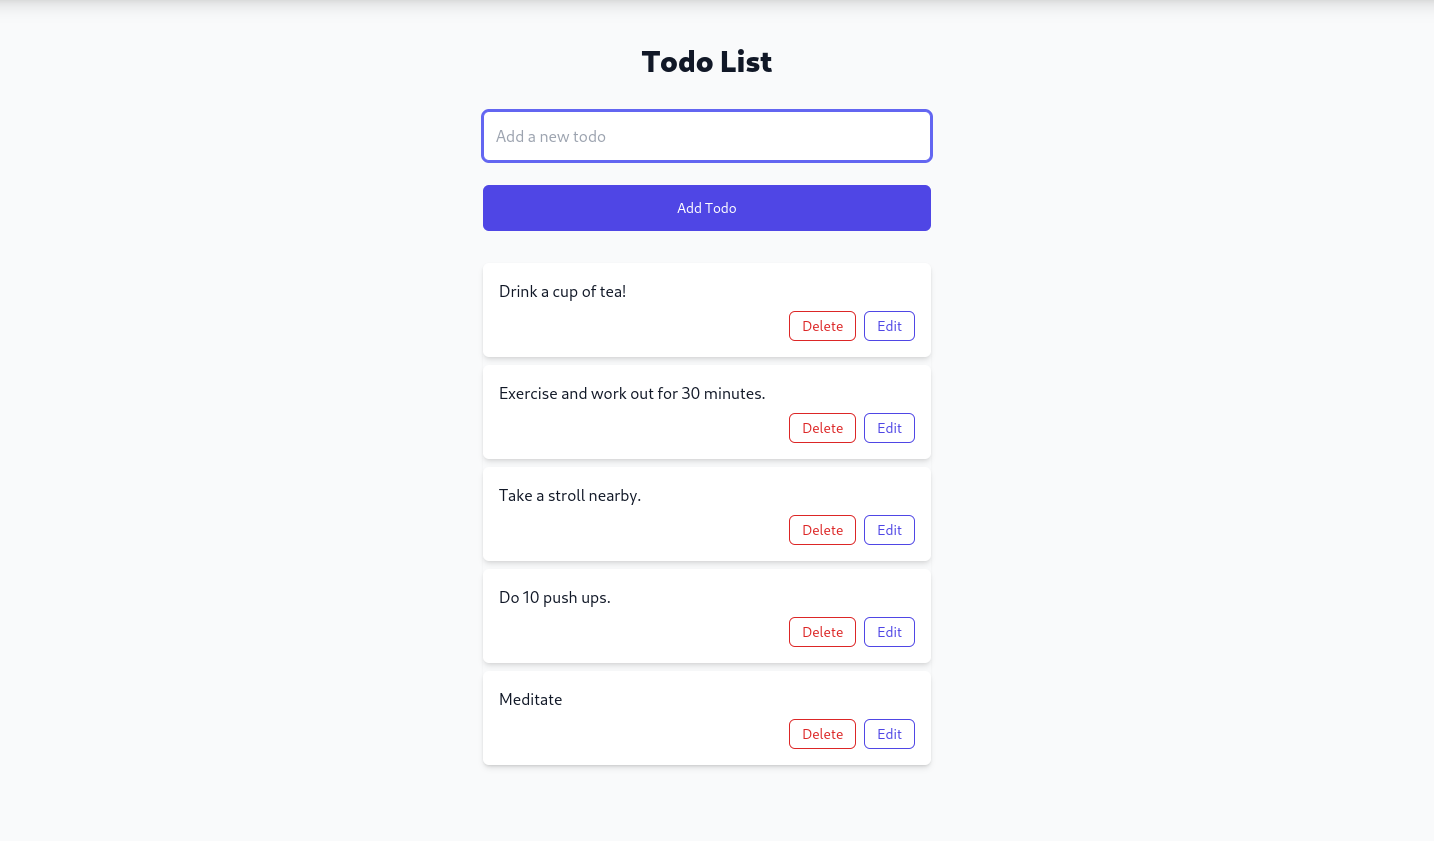 Todo List
Add a new todo
Add Todo
Drink a cup of tea!
Delete Edit
Exercise and work out for 30 minutes.
Delete Edit
Take a stroll nearby.
Delete Edit
Do 10 push ups.
Delete Edit
Meditate
Delete Edit